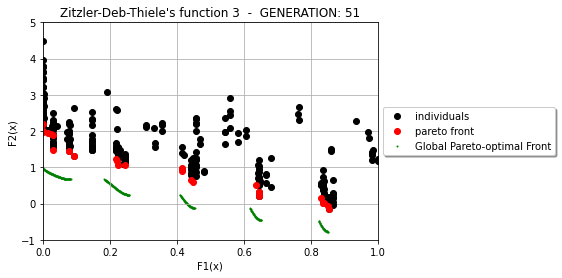 Zitzler-Deb-Thiele's function 3  -  GENERATION: 51
5
4
3
2
1
0
−1
F2(x)
0.0
0.2
0.4
0.6
0.8
1.0
F1(x)
individuals
pareto front
Global Pareto-optimal Front